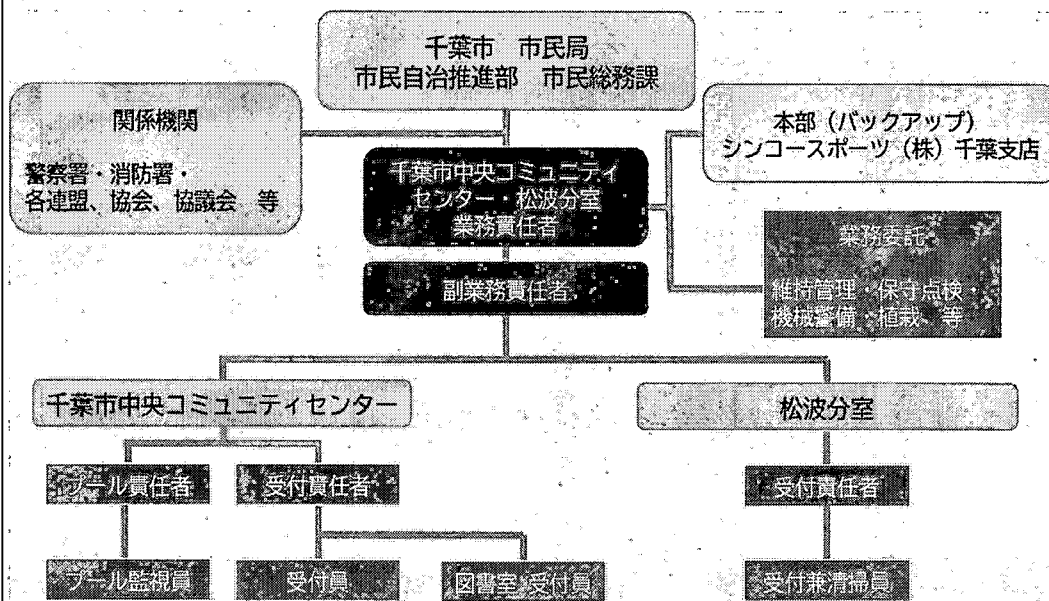 千葉市　市民局
市民自治推進部　市民総務課
関係機関
警察署・消防署・
各連盟、協会、協議会　等
本部（バックアップ）
シンコースポーツ（株）千葉支店
千葉市中央コミュニティ
センター・松波分室
業務責任者
業務委託
維持管理・保守点検・
機械警備・植栽　等
副業務責任者
千葉市中央コミュニティセンター
松波分室
プール責任者
受付責任者
受付責任者
プール監視員
受付員
図書室 受付員
受付兼清掃員